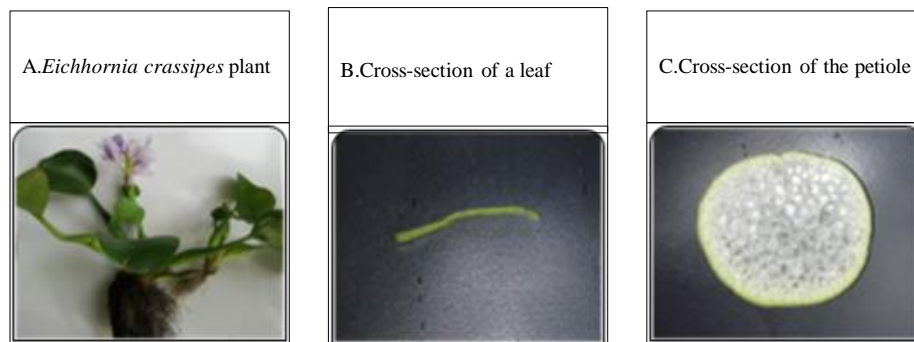 A.Eichhornia crassipes plant
B.Cross-section of a leaf
C.Cross-section of the petiole